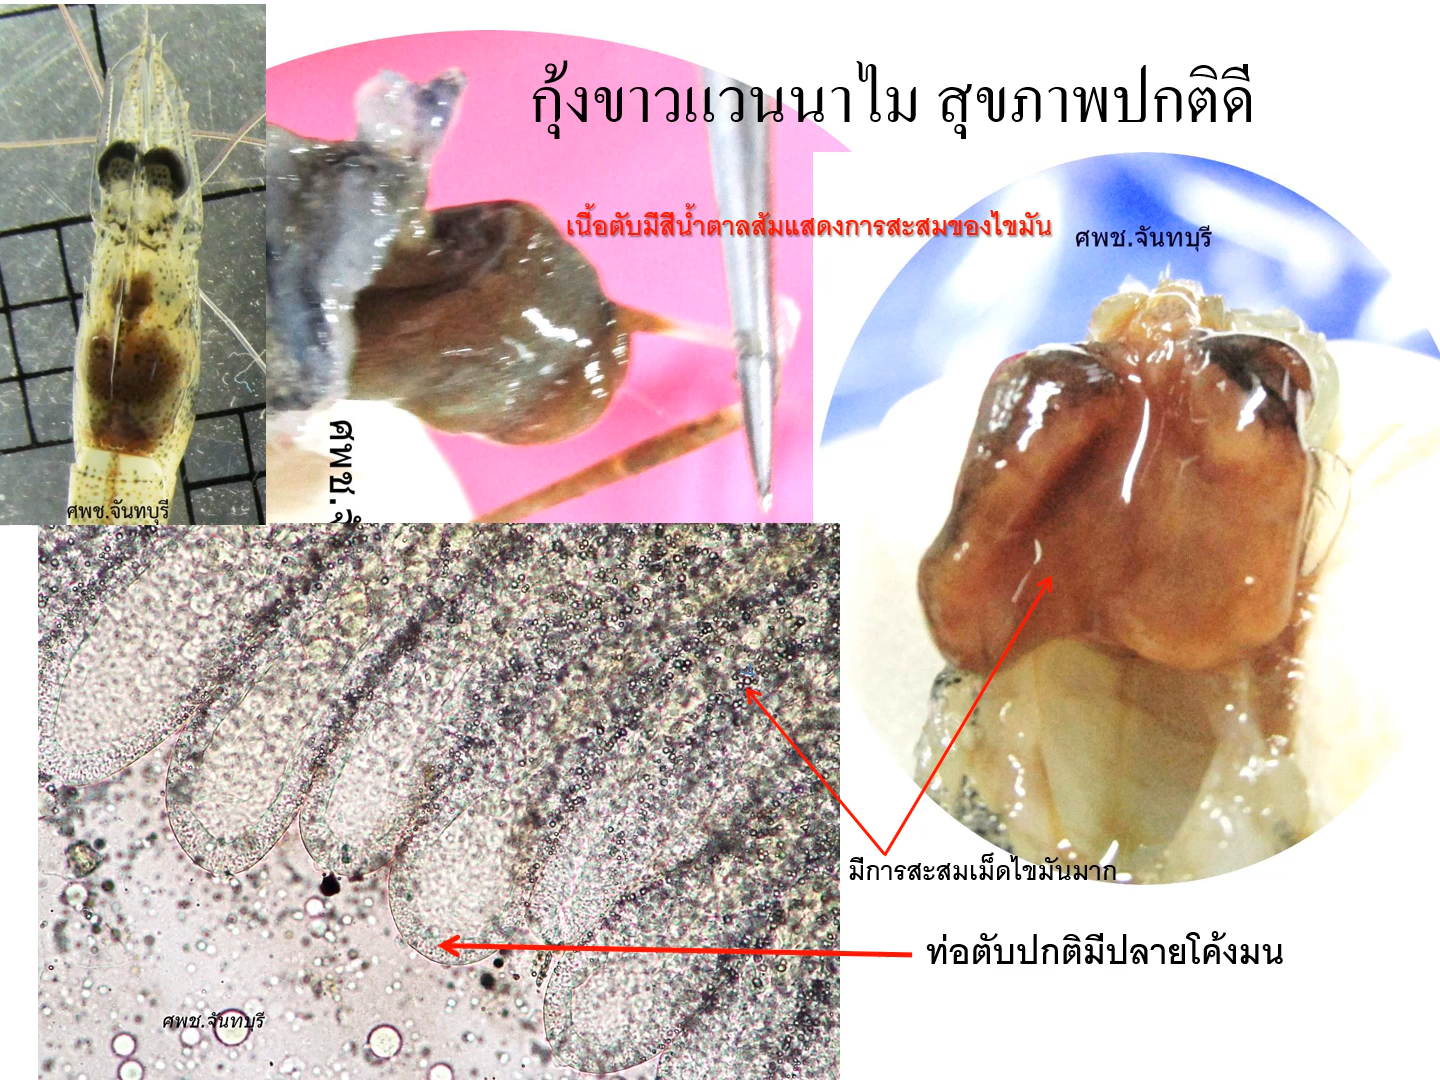 กุ้งขาวแวนนาไม สุขภาพปกติดี
เนื้อตับมีสีน้ำตาลส้มแสดงการสะสมของไขมัน
ศพช.จันทบุรี
ศพช.จันทบุรี
ศพช.จั
มีการสะสมเม็ดไขมันมาก
ท่อตับปกติมีปลายโค้งมน
ศพช.จันทบุรี